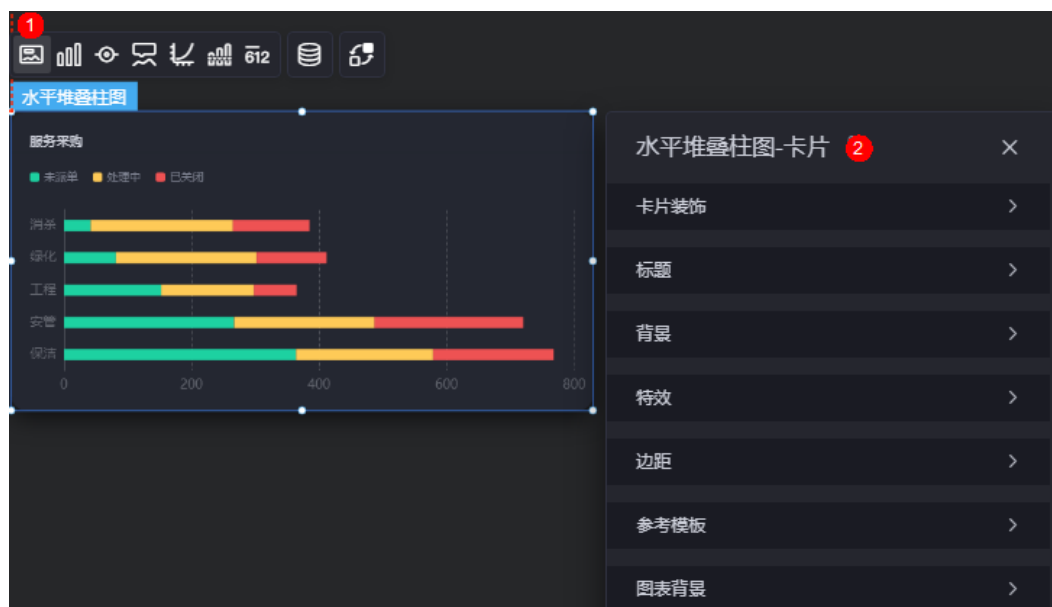 1
612
水平堆叠柱图
服务采购
未派单 处理中 已关闭
消杀
绿化
工程
安管
保洁
0 200 400 600 800
水平堆叠柱图-卡片 2
卡片装饰
标题
背景
特效
边距
参考模板
图表背景